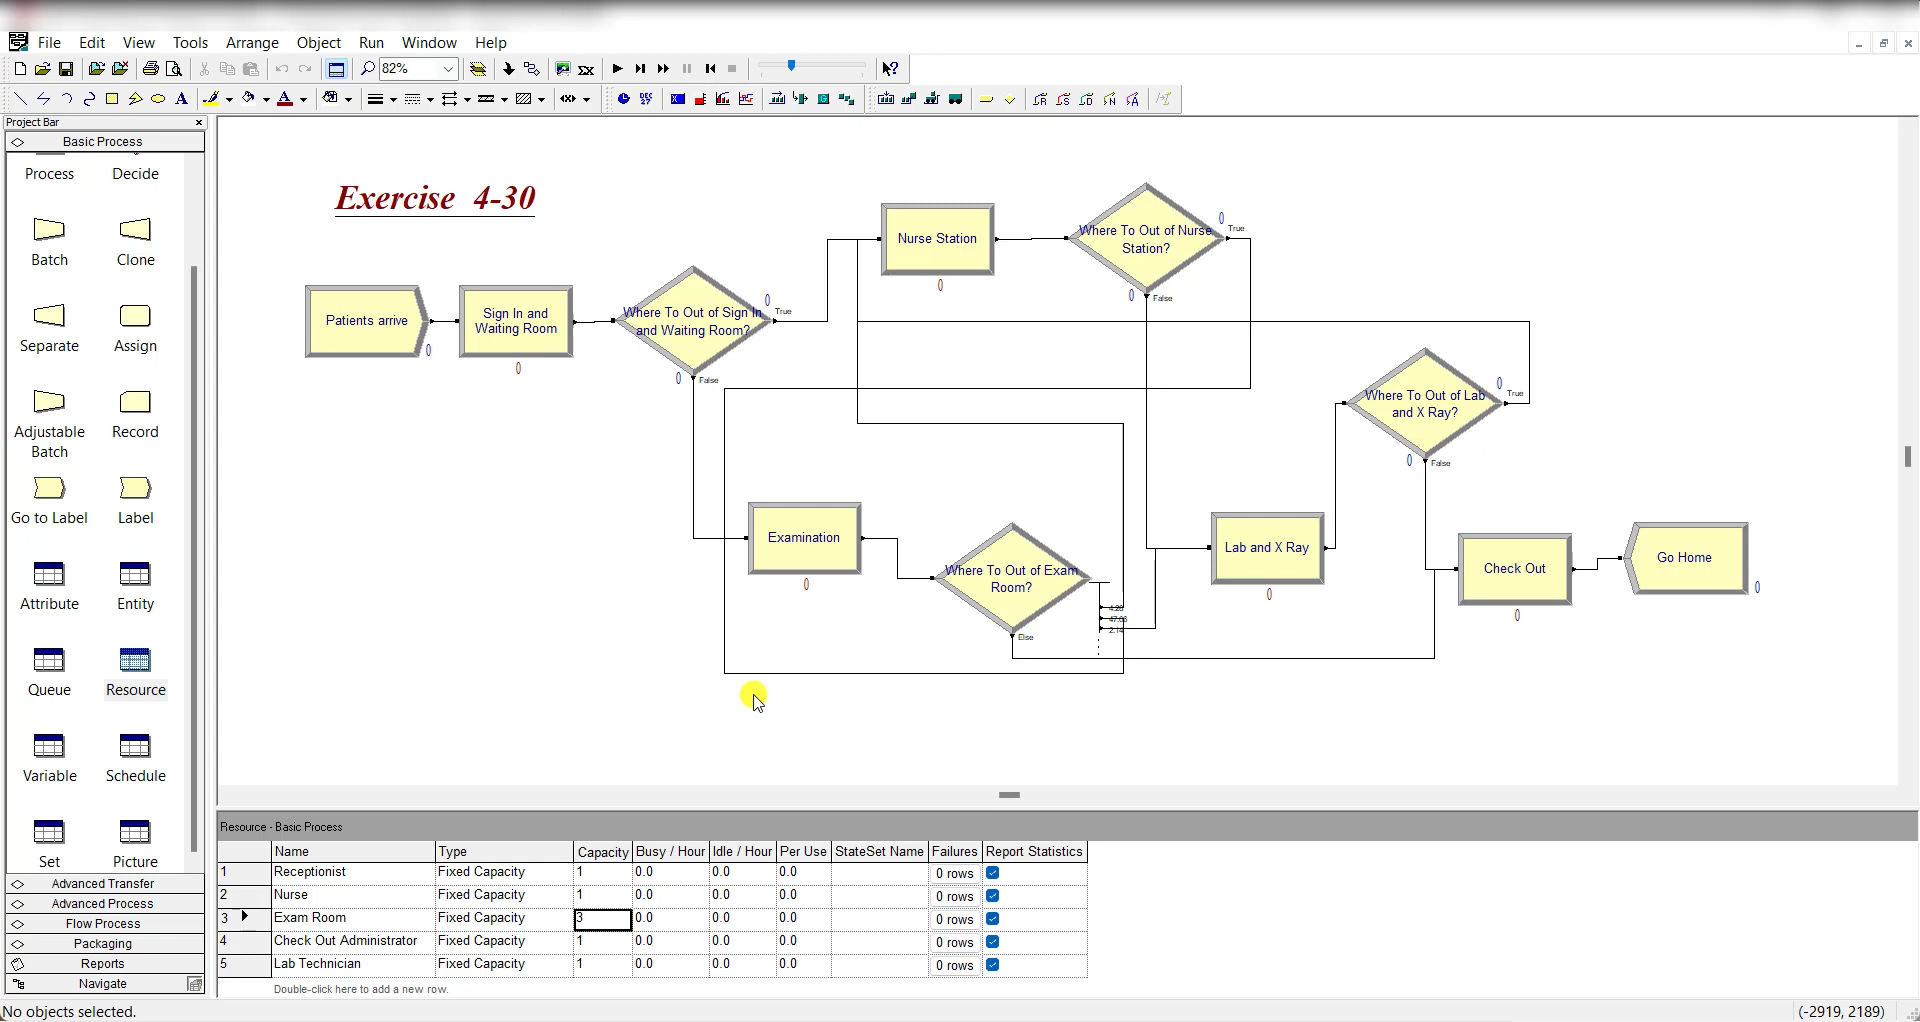 File Edit View Tools Arrange Object Run Window Help
82%
Project Bar
Basic Process
Process Decide
Batch Clone
Separate Assign
Adjustable Batch Record
Go to Label Label
Attribute Entity
Queue Resource
Variable Schedule
Set Picture
Advanced Transfer
Advanced Process
Flow Process
Packaging
Reports
Navigate
Exercise 4-30
Patients arrive
0
Sign In and
Waiting Room
0
Where To Out of Sign In
and Waiting Room?
0
True
0
False
Nurse Station
0
Where To Out of Nurse
Station?
0
True
0
False
Examination
0
Where To Out of Exam
Room?
47.06
2.14
Else
Lab and X Ray
0
Where To Out of Lab
and X Ray?
0
True
0
False
Check Out
0
Go Home
0
Resource - Basic Process
Name Type Capacity Busy / Hour Idle / Hour Per Use StateSet Name Failures Report Statistics
1 Receptionist Fixed Capacity 1 0.0 0.0 0.0 0 rows
2 Nurse Fixed Capacity 1 0.0 0.0 0.0 0 rows
3 Exam Room Fixed Capacity 3 0.0 0.0 0.0 0 rows
4 Check Out Administrator Fixed Capacity 1 0.0 0.0 0.0 0 rows
5 Lab Technician Fixed Capacity 1 0.0 0.0 0.0 0 rows
Double-click here to add a new row.
No objects selected.
(-2919, 2189)